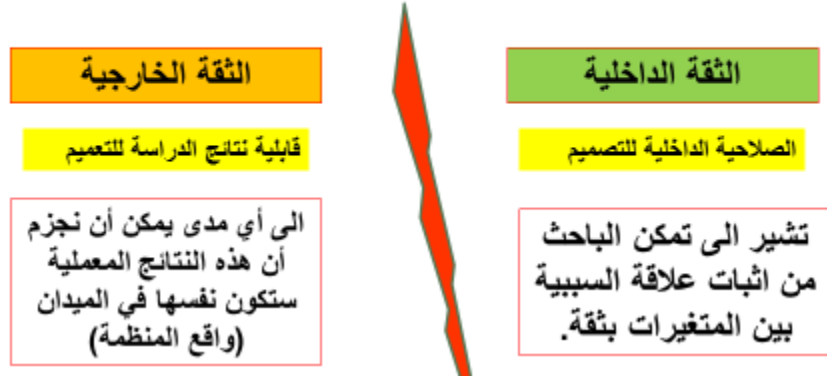 الثقة الداخلية
الصلاحية الداخلية للتصميم
تشير الى تمكن الباحث
من اثبات علاقة السببية
بين المتغيرات بثقة.
الثقة الخارجية
قابلية نتائج الدراسة للتعميم
الى أي مدى يمكن أن نجزم
أن هذه النتائج المعملية
ستكون نفسها في الميدان
(واقع المنظمة)